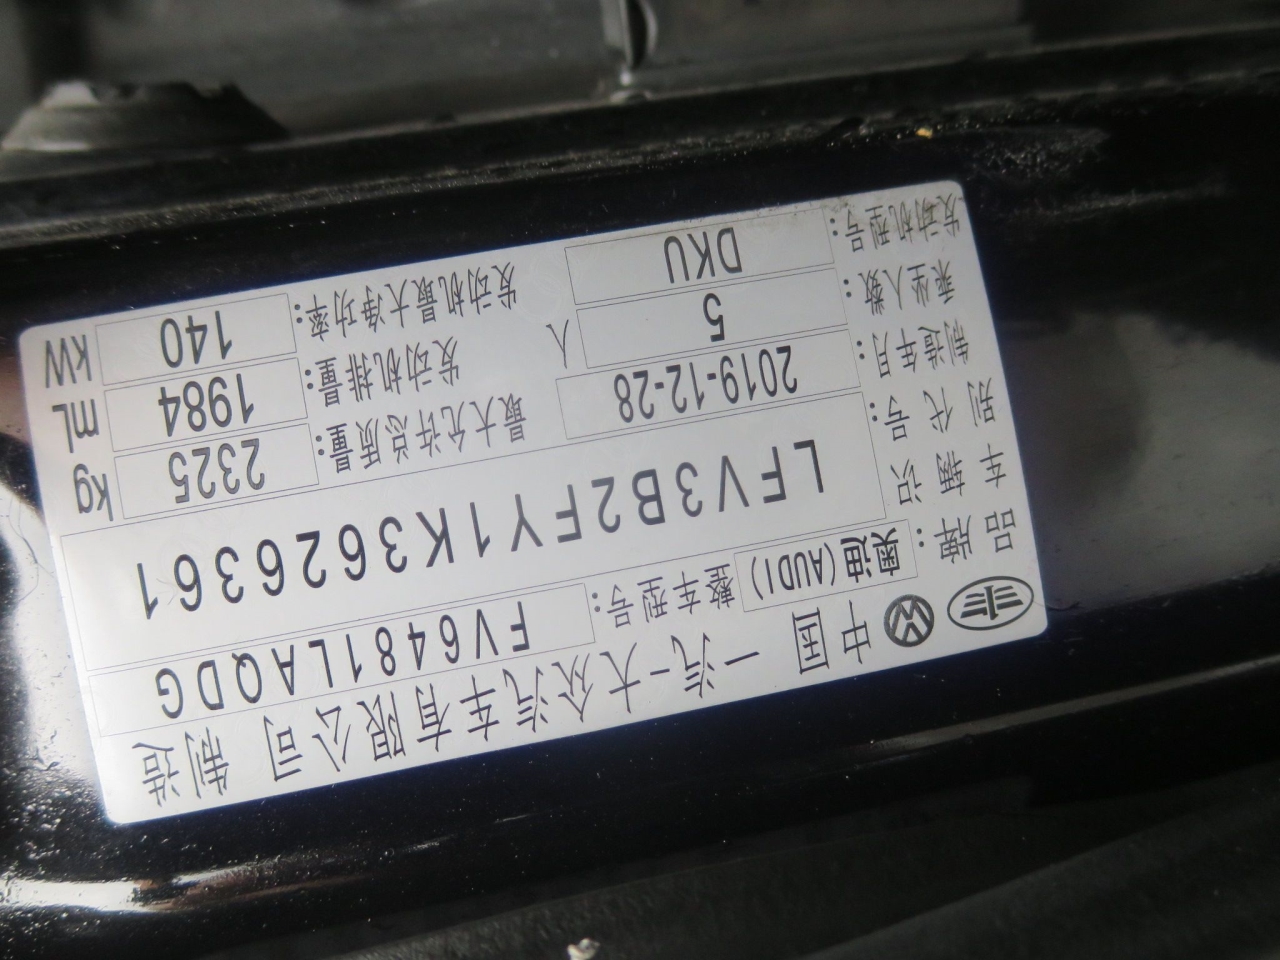 中国 一汽-大众汽车有限公司 制造
品牌: 奥迪(AUDI) 整车型号: FV6481LAQDG
车辆识别代号: LFV3B2FY1K3626361
制造年月: 2019-12-28 最大允许总质量: 2325 kg
乘坐人数: 5 人 发动机排量: 1984 mL
发动机型号: DKU 发动机最大净功率: 140 kW